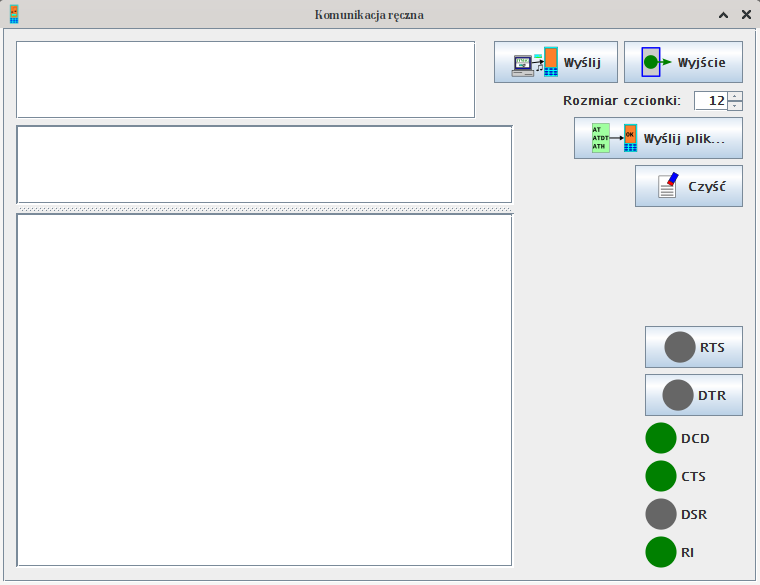 Komunikacja ręczna
Wyślij
Wyjście
Rozmiar czcionki: 12
AT
ATDT
ATH
OK
Wyślij plik...
Czyść
RTS
DTR
DCD
CTS
DSR
RI